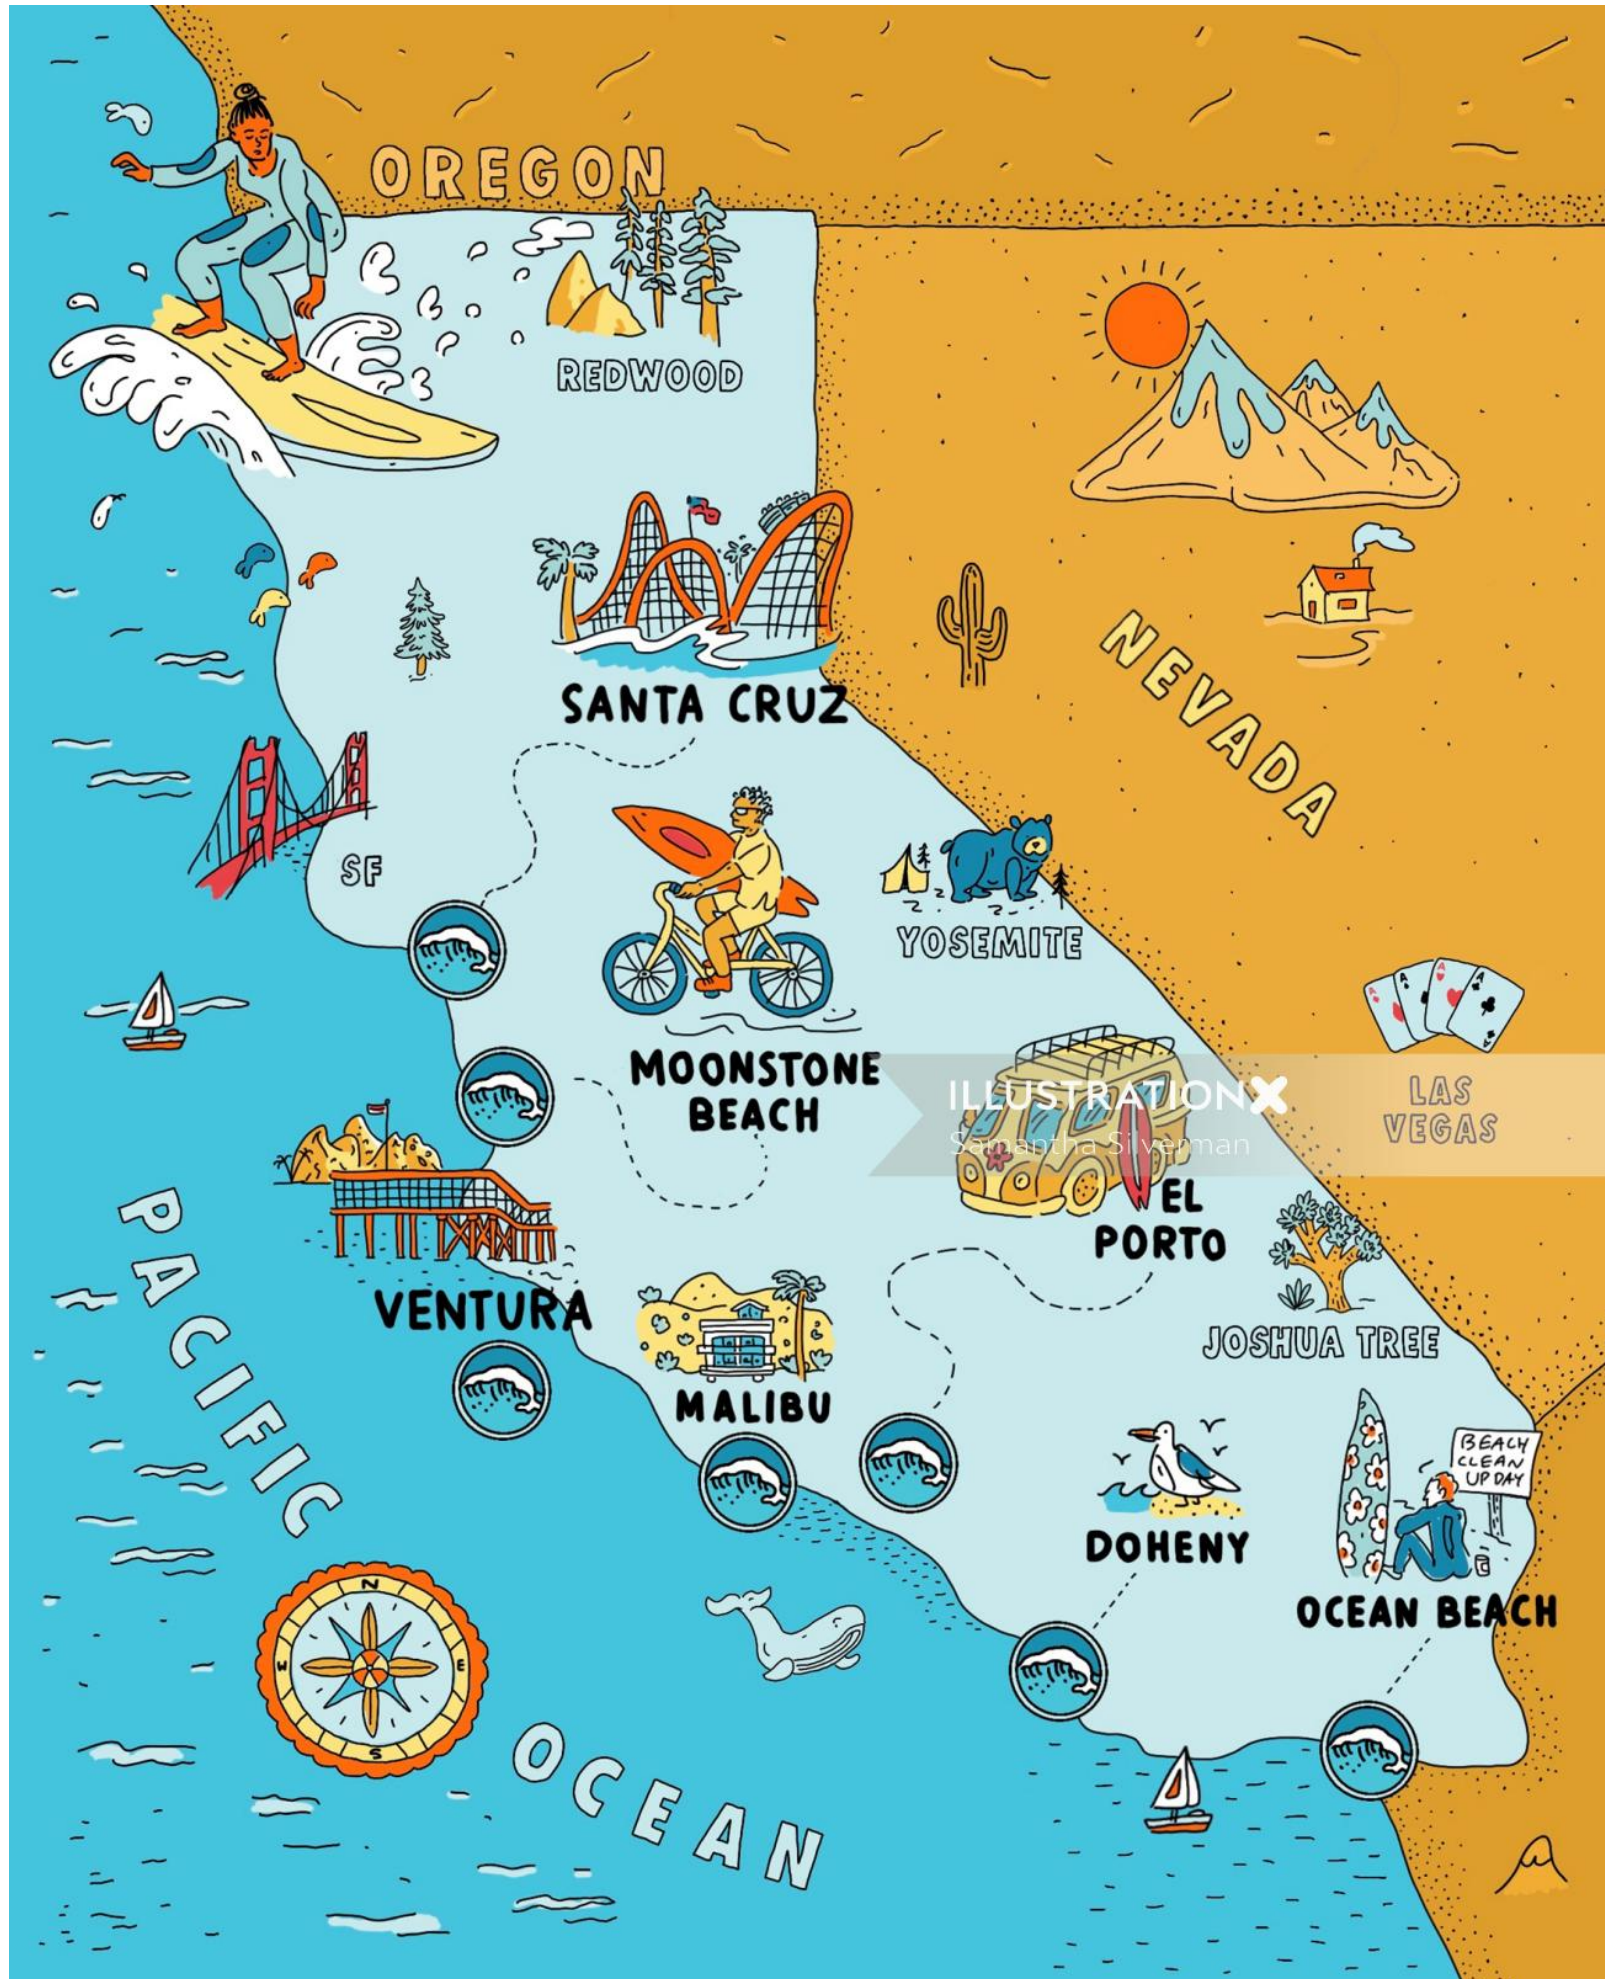 OREGON
REDWOOD
SANTA CRUZ
NEVADA
SF
YOSEMITE
A
A
A
A
A
MOONSTONE
BEACH
ILLUSTRATIONX
Samantha Silverman
LAS
VEGAS
EL
PORTO
PACIFIC
VENTURA
JOSHUA TREE
MALIBU
BEACH
CLEAN
UP DAY
DOHENY
OCEAN BEACH
N
W
E
S
OCEAN